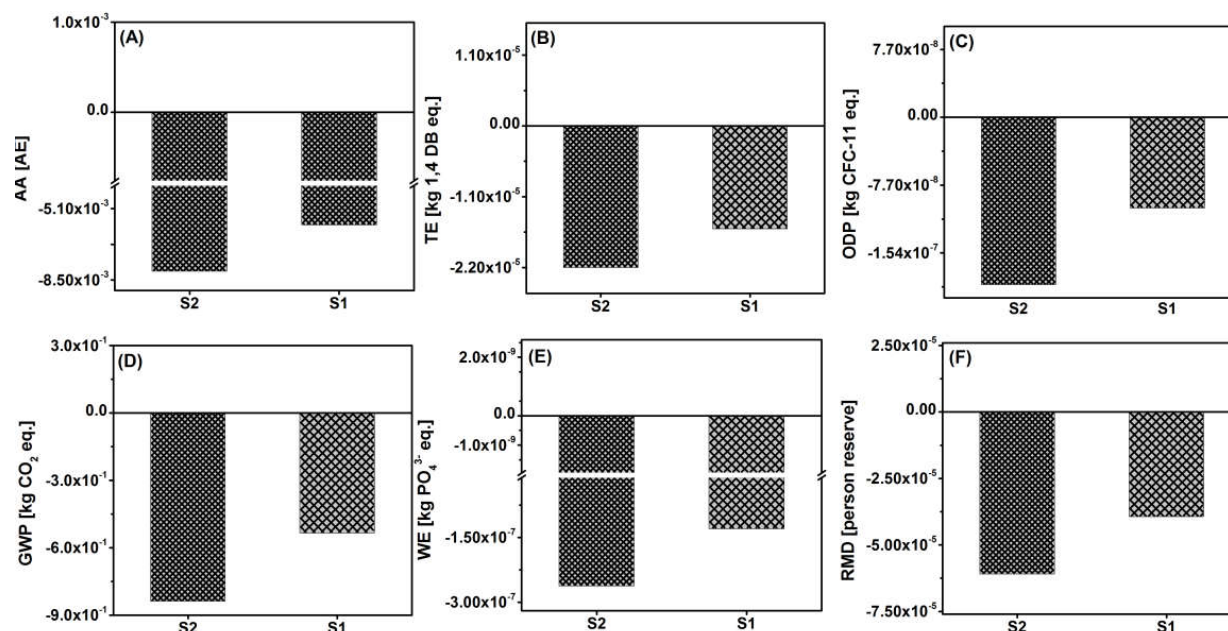 (A)
1.0x10⁻³
0.0
-5.10x10⁻³
-8.50x10⁻³
AA [AE]
S2 S1
(B)
1.10x10⁻⁵
0.00
-1.10x10⁻⁵
-2.20x10⁻⁵
TE [kg 1,4 DB eq.]
S2 S1
(C)
7.70x10⁻⁸
0.00
-7.70x10⁻⁸
-1.54x10⁻⁷
ODP [kg CFC-11 eq.]
S2 S1
(D)
3.0x10⁻¹
0.0
-3.0x10⁻¹
-6.0x10⁻¹
-9.0x10⁻¹
GWP [kg CO₂ eq.]
S2 S1
(E)
2.0x10⁻⁹
0.0
-1.0x10⁻⁹
-1.50x10⁻⁷
-3.00x10⁻⁷
WE [kg PO₄³⁻ eq.]
S2 S1
(F)
2.50x10⁻⁵
0.00
-2.50x10⁻⁵
-5.00x10⁻⁵
-7.50x10⁻⁵
RMD [person reserve]
S2 S1